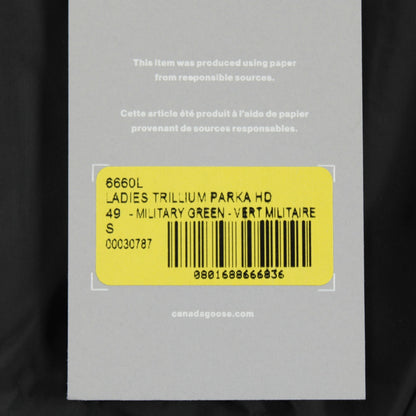 This item was produced using paper
from responsible sources.
Cette article été produit à l'aide de papier
provenant de sources responsables.
6660L
LADIES TRILLIUM PARKA HD
49 - MILITARY GREEN - VERT MILITAIRE
S
00030787
0801688666836
canadagoose.com